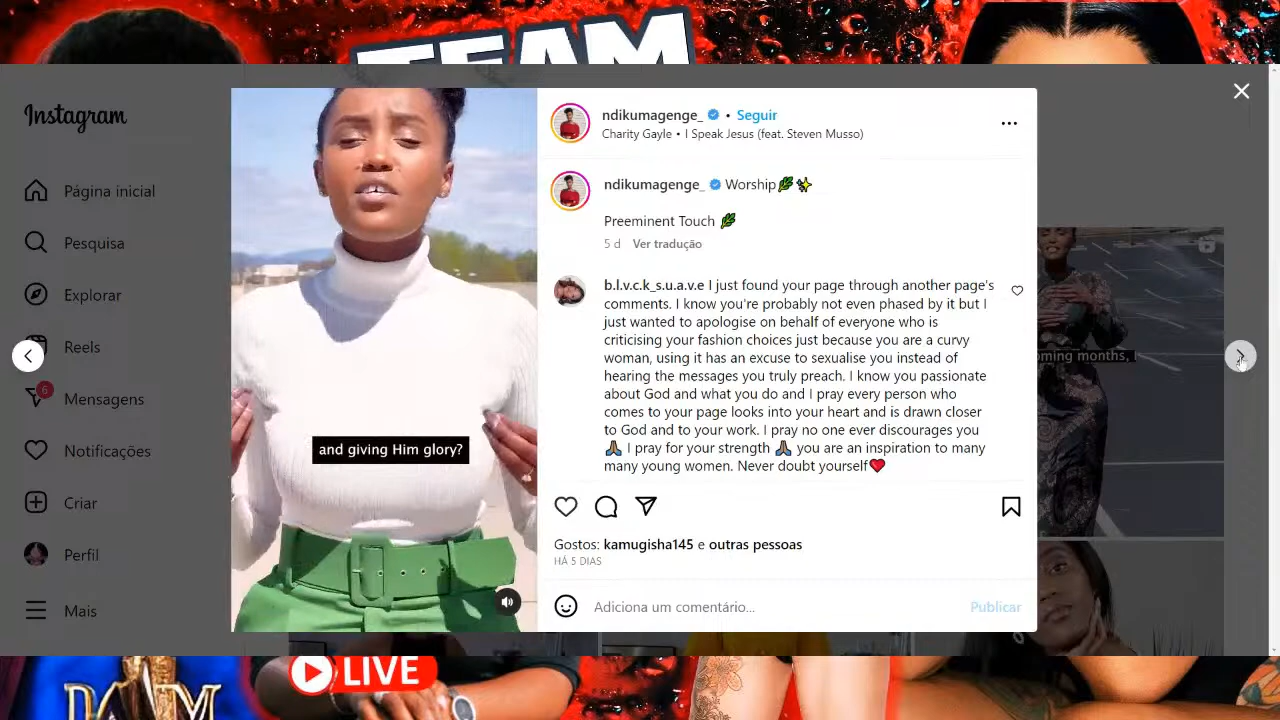 TEAM
Instagram
Página inicial
Pesquisa
Explorar
Reels
6
Mensagens
Notificações
Criar
Perfil
Mais
and giving Him glory?
ndikumagenge_ • Seguir
Charity Gayle • I Speak Jesus (feat. Steven Musso)
ndikumagenge_ Worship🌿✨
Preeminent Touch 🌿
5 d Ver tradução
b.l.v.c.k_s.u.a.v.e I just found your page through another page's
comments. I know you're probably not even phased by it but I
just wanted to apologise on behalf of everyone who is
criticising your fashion choices just because you are a curvy
woman, using it has an excuse to sexualise you instead of
hearing the messages you truly preach. I know you passionate
about God and what you do and I pray every person who
comes to your page looks into your heart and is drawn closer
to God and to your work. I pray no one ever discourages you
🙏🏾 I pray for your strength 🙏🏾 you are an inspiration to many
many young women. Never doubt yourself❤️
Gostos: kamugisha145 e outras pessoas
HÁ 5 DIAS
Adiciona um comentário...
Publicar
oming months,
LIVE